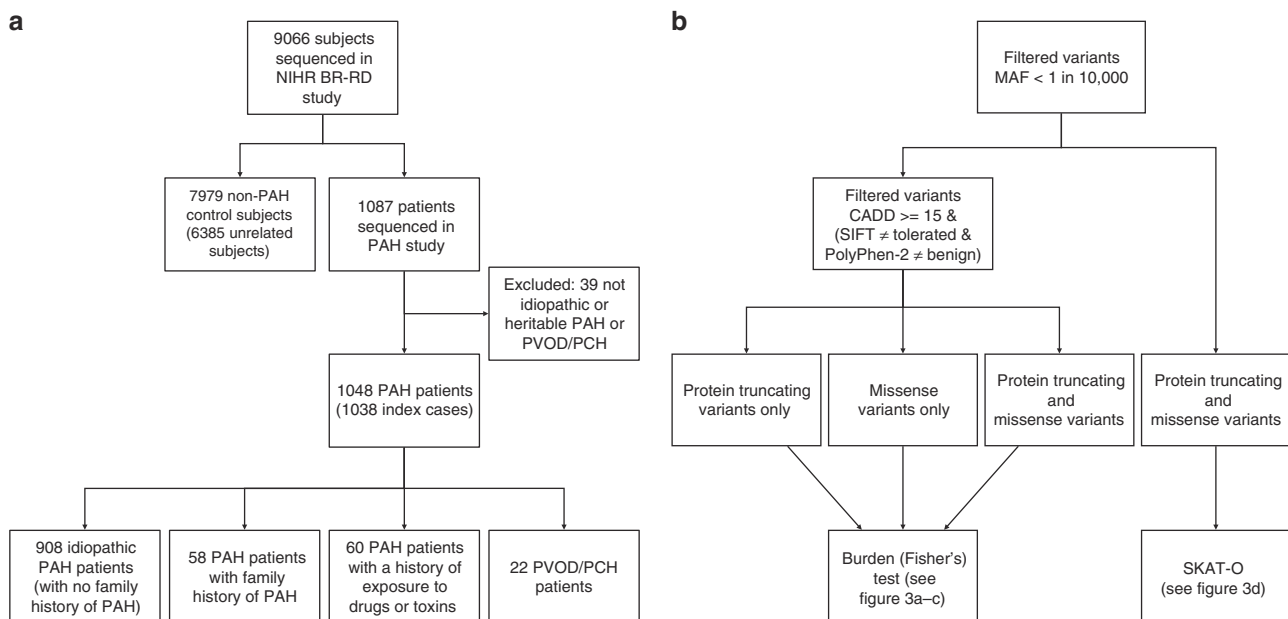 a
9066 subjects
sequenced in
NIHR BR-RD
study
7979 non-PAH
control subjects
(6385 unrelated
subjects)
1087 patients
sequenced in
PAH study
Excluded: 39 not
idiopathic or
heritable PAH or
PVOD/PCH
1048 PAH patients
(1038 index cases)
908 idiopathic
PAH patients
(with no family
history of PAH)
58 PAH patients
with family
history of PAH
60 PAH patients
with a history of
exposure to
drugs or toxins
22 PVOD/PCH
patients
b
Filtered variants
MAF < 1 in 10,000
Filtered variants
CADD >= 15 &
(SIFT ≠ tolerated &
PolyPhen-2 ≠ benign)
Protein truncating
variants only
Missense
variants only
Protein truncating
and
missense variants
Protein truncating
and
missense variants
Burden (Fisher's)
test (see
figure 3a–c)
SKAT-O
(see figure 3d)